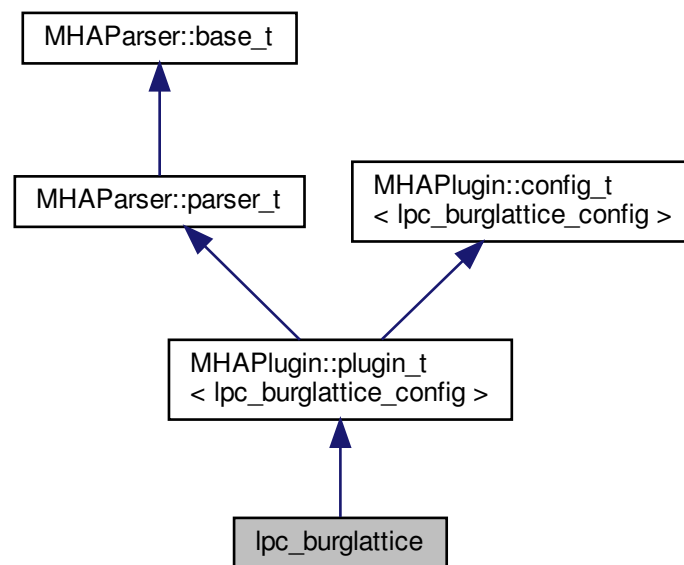 MHAParser::base_t
MHAParser::parser_t
MHAPlugin::config_t
< lpc_burglattice_config >
MHAPlugin::plugin_t
< lpc_burglattice_config >
lpc_burglattice